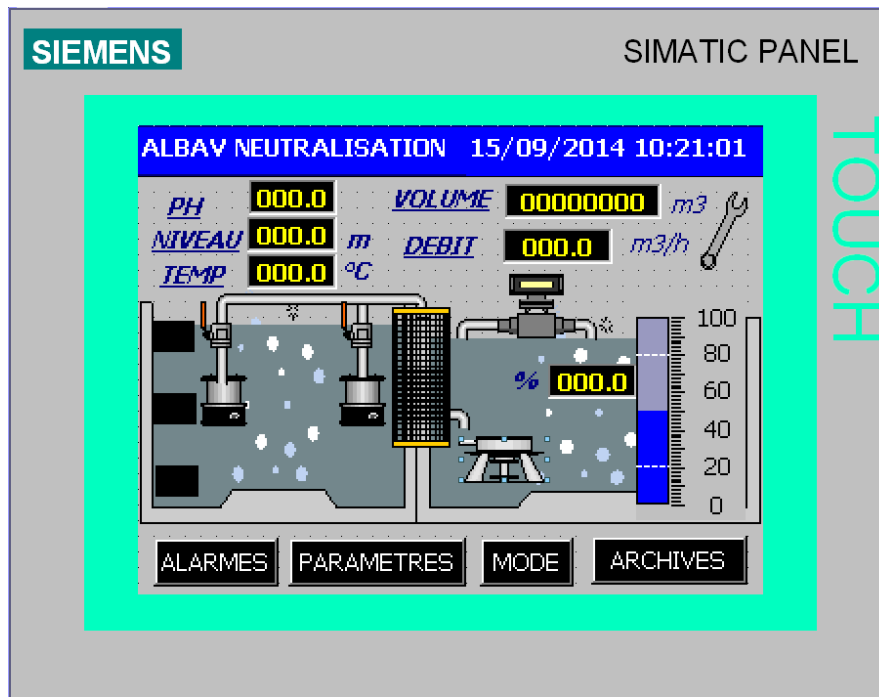 SIEMENS
SIMATIC PANEL
TOUCH
ALBAV NEUTRALISATION 15/09/2014 10:21:01
PH 000.0 VOLUME 00000000 m3
NIVEAU 000.0 m DEBIT 000.0 m3/h
TEMP 000.0 °C
100
80
% 000.0
60
40
20
0
ALARMES PARAMETRES MODE ARCHIVES